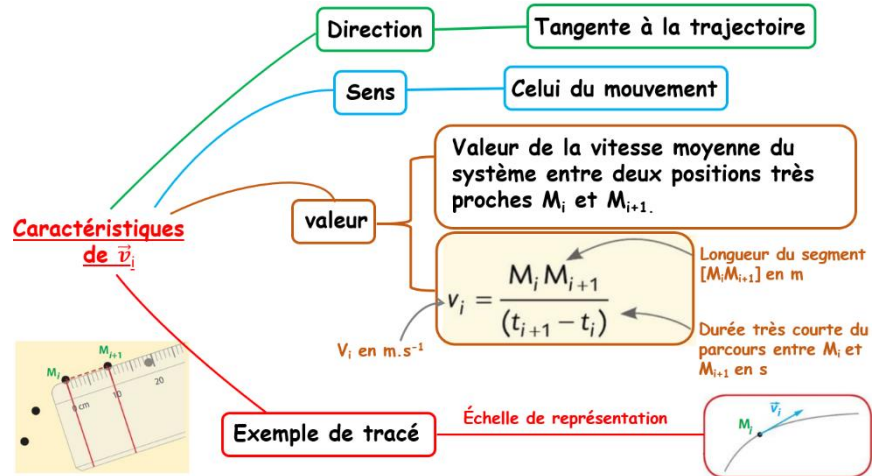 Direction
Tangente à la trajectoire
Sens
Celui du mouvement
Caractéristiques
de v⃗i
valeur
Valeur de la vitesse moyenne du
système entre deux positions très
proches Mi et Mi+1.
vi = MiMi+1 / (ti+1 − ti)
Longueur du segment
[MiMi+1] en m
Vi en m.s⁻¹
Durée très courte du
parcours entre Mi et
Mi+1 en s
Mi
Mi+1
0 cm
10
20
Exemple de tracé
Échelle de représentation
Mi
v⃗i